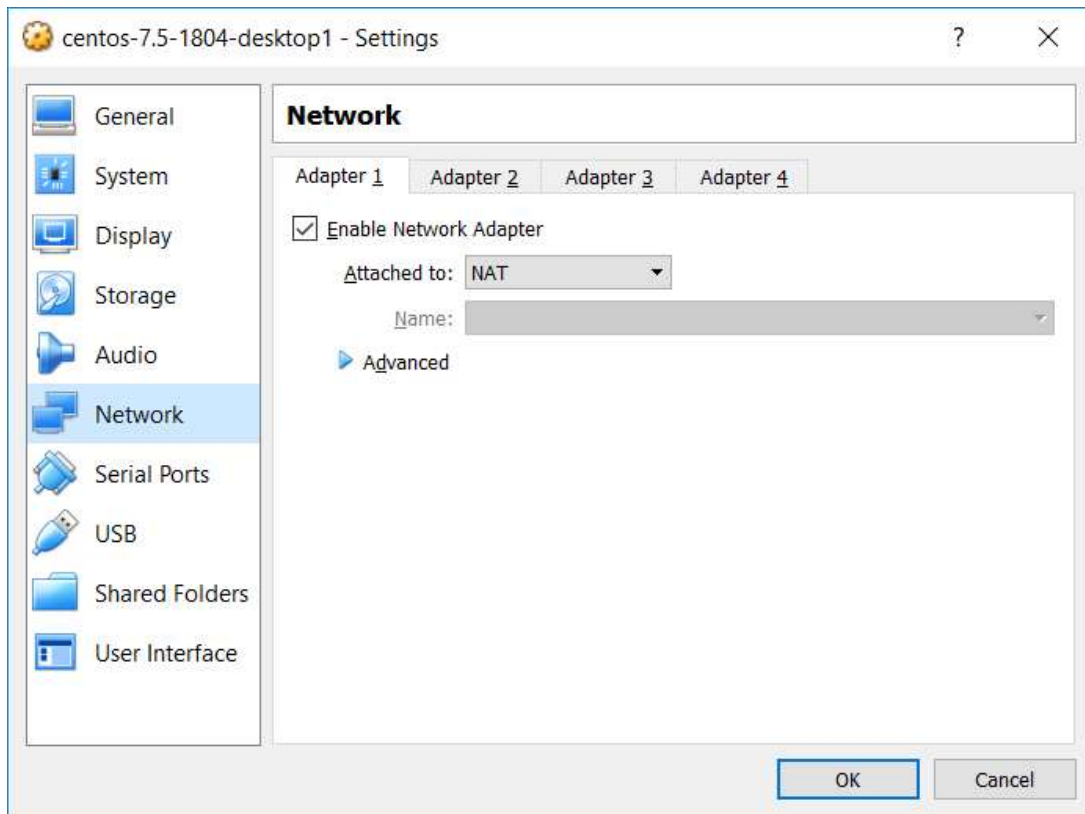 centos-7.5-1804-desktop1 - Settings
?
General
System
Display
Storage
Audio
Network
Serial Ports
USB
Shared Folders
User Interface
Network
Adapter 1 Adapter 2 Adapter 3 Adapter 4
Enable Network Adapter
Attached to: NAT
Name:
Advanced
OK Cancel